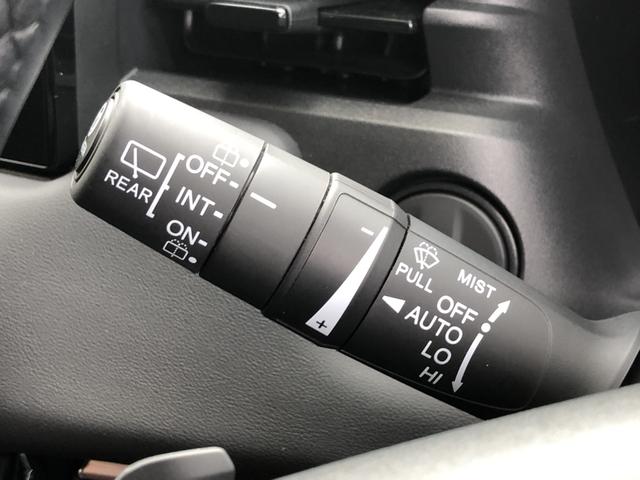 REAR
OFF
INT
ON
-
+
PULL
MIST
OFF
AUTO
LO
HI